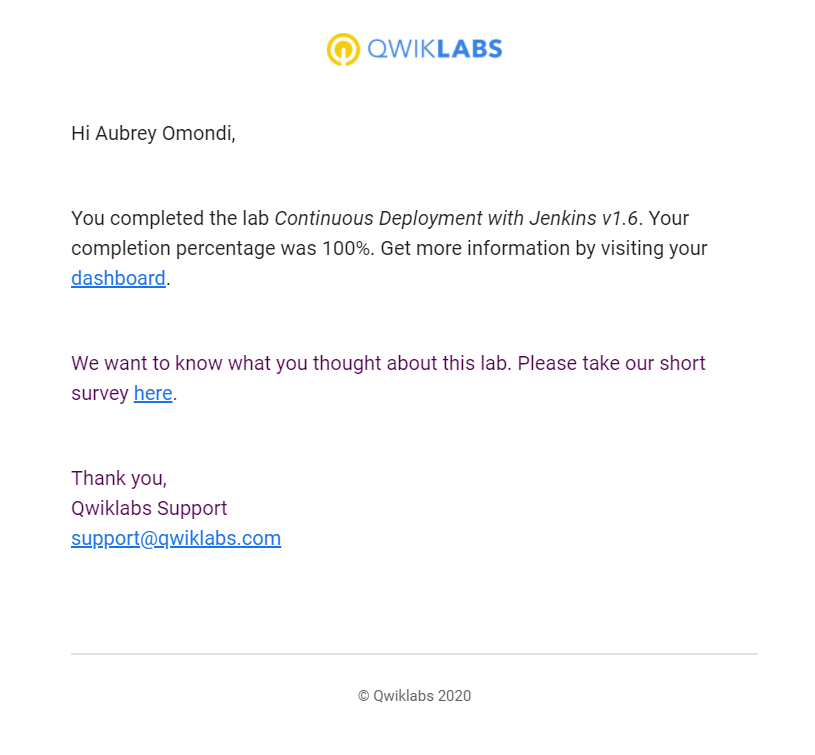 QWIKLABS
Hi Aubrey Omondi,
You completed the lab Continuous Deployment with Jenkins v1.6. Your
completion percentage was 100%. Get more information by visiting your
dashboard.
We want to know what you thought about this lab. Please take our short
survey here.
Thank you,
Qwiklabs Support
support@qwiklabs.com
© Qwiklabs 2020